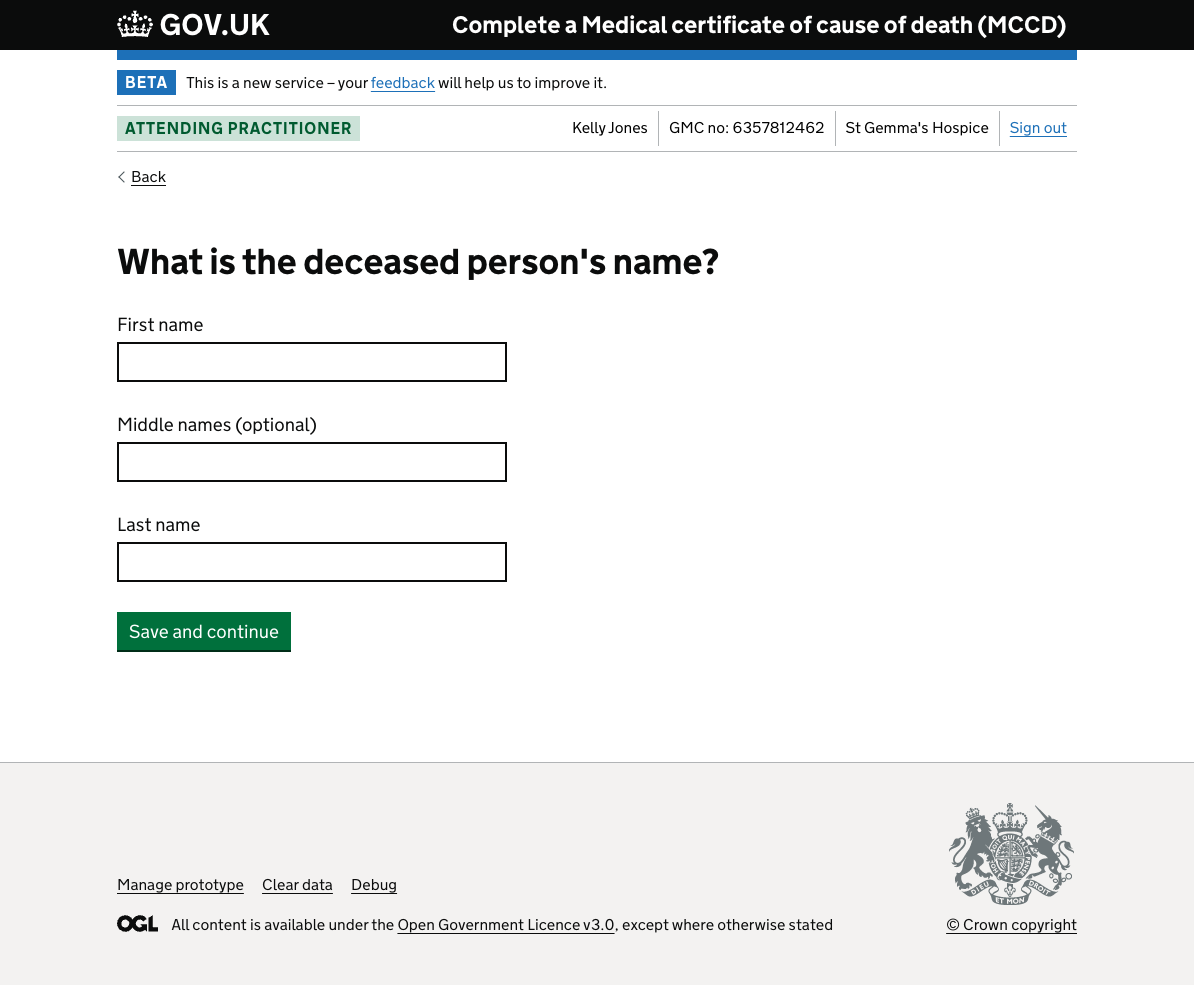 GOV.UK
Complete a Medical certificate of cause of death (MCCD)
BETA This is a new service – your feedback will help us to improve it.
ATTENDING PRACTITIONER Kelly Jones GMC no: 6357812462 St Gemma's Hospice Sign out
Back
What is the deceased person's name?
First name
Middle names (optional)
Last name
Save and continue
DIEU ET MON DROIT
Manage prototype Clear data Debug
OGL All content is available under the Open Government Licence v3.0, except where otherwise stated
© Crown copyright